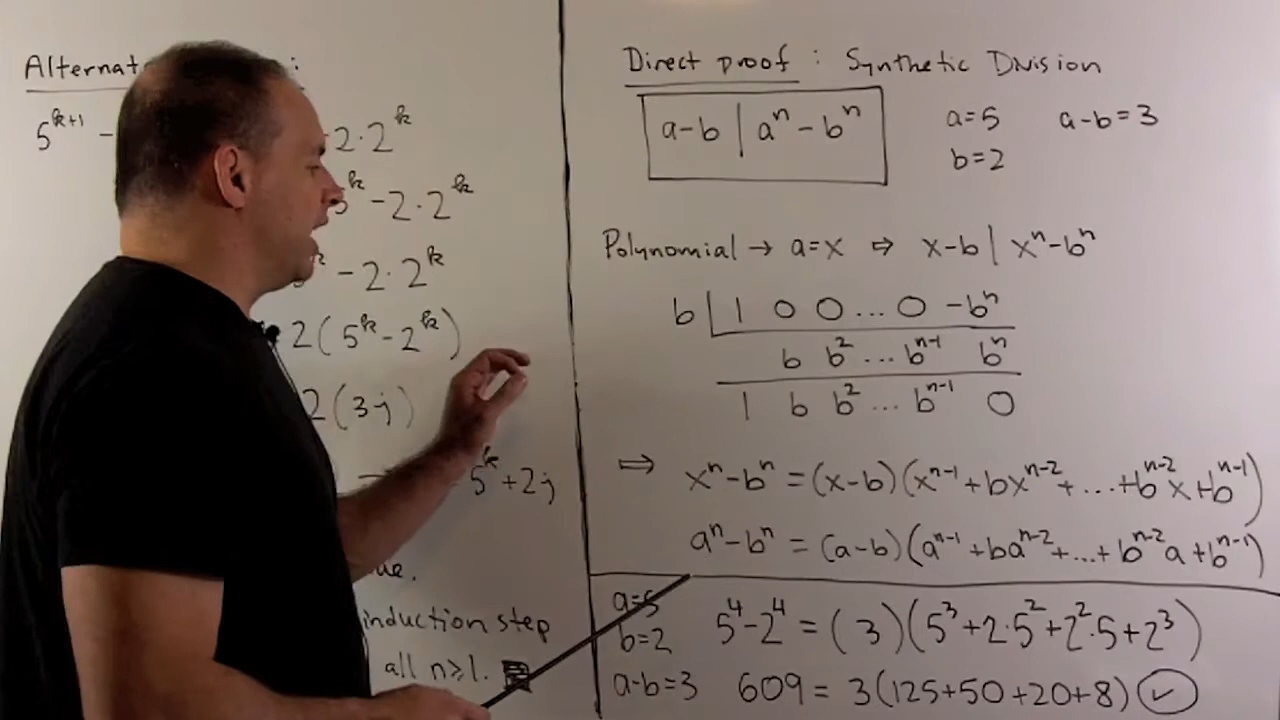 Alternat :
5^{k+1} - -2·2^k
5^k - 2·2^k
- 2·2^k
2(5^k - 2^k)
2(3j)
5^k + 2j
ue.
induction step
all n≥1.
Direct proof : Synthetic Division
a-b | a^n - b^n
a=5 a-b=3
b=2
Polynomial → a=x ⇒ x-b | x^n - b^n
b | 1 0 0 ... 0 -b^n
b b^2 ... b^{n-1} b^n
1 b b^2 ... b^{n-1} 0
⇒ x^n - b^n = (x-b)(x^{n-1} + bx^{n-2} + ... + b^{n-2}x + b^{n-1})
a^n - b^n = (a-b)(a^{n-1} + ba^{n-2} + ... + b^{n-2}a + b^{n-1})
a=5 5^4 - 2^4 = (3)(5^3 + 2·5^2 + 2^2·5 + 2^3)
b=2
a-b=3 609 = 3(125+50+20+8) ✓